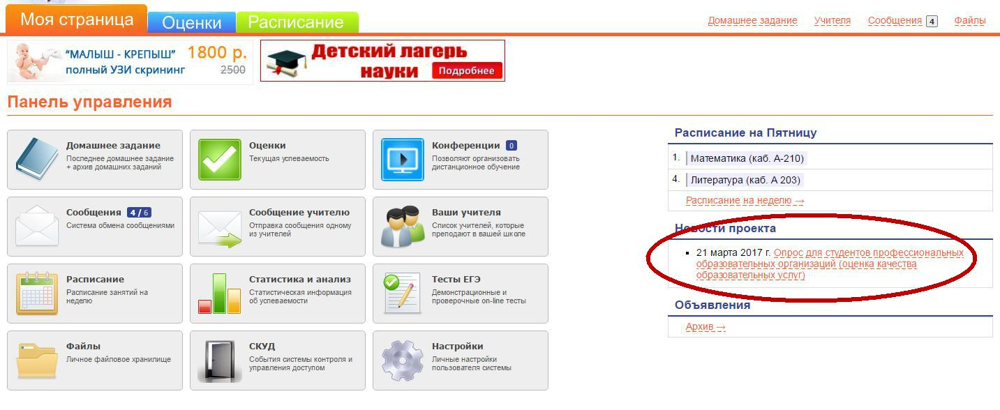 Моя страница
Оценки
Расписание
Домашнее задание
Учителя
Сообщения 4
Файлы
“МАЛЫШ - КРЕПЫШ” 1800 р.
полный УЗИ скрининг 2500
Детский лагерь
науки Подробнее
Панель управления
Домашнее задание
Последнее домашнее задание
+ архив домашних заданий
Оценки
Текущая успеваемость
Конференции 0
Позволяют организовать
дистанционное обучение
Сообщения 4 / 6
Система обмена сообщениями
Сообщение учителю
Отправка сообщения одному
из учителей
Ваши учителя
Список учителей, которые
преподают в вашей школе
Расписание
Расписание занятий на
неделю
Статистика и анализ
Статистическая информация
об успеваемости
Тесты ЕГЭ
Демонстрационные и
проверочные on-line тесты
Файлы
Личное файловое хранилище
СКУД
События системы контроля и
управления доступом
Настройки
Личные настройки
пользователя системы
Расписание на Пятницу
1. Математика (каб. А-210)
4. Литература (каб. А 203)
Расписание на неделю →
Новости проекта
21 марта 2017 г. Опрос для студентов профессиональных
образовательных организаций (оценка качества
образовательных услуг)
Объявления
Архив →